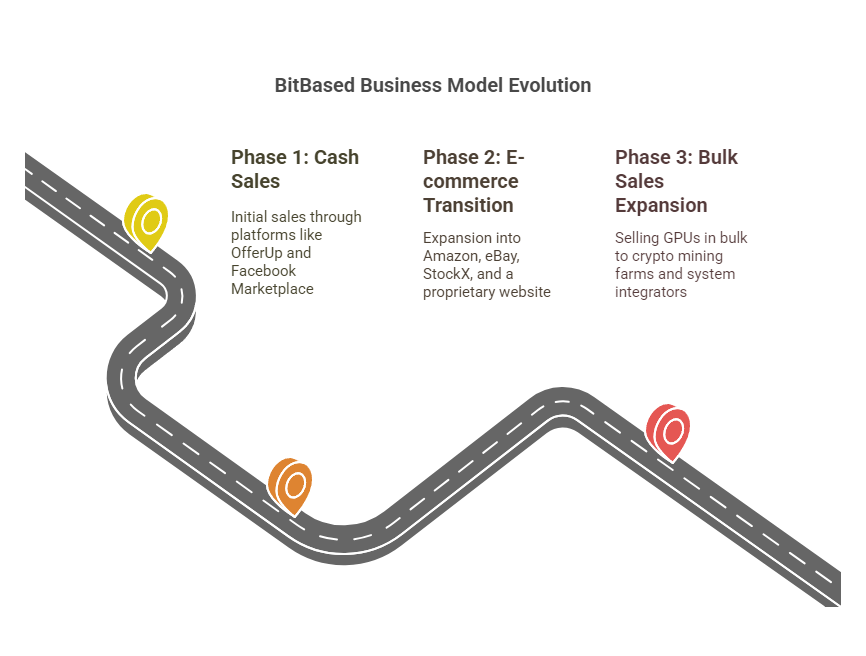 BitBased Business Model Evolution
Phase 1: Cash
Sales
Initial sales through
platforms like
OfferUp and
Facebook
Marketplace
Phase 2: E-
commerce
Transition
Expansion into
Amazon, eBay,
StockX, and a
proprietary website
Phase 3: Bulk
Sales
Expansion
Selling GPUs in bulk
to crypto mining
farms and system
integrators